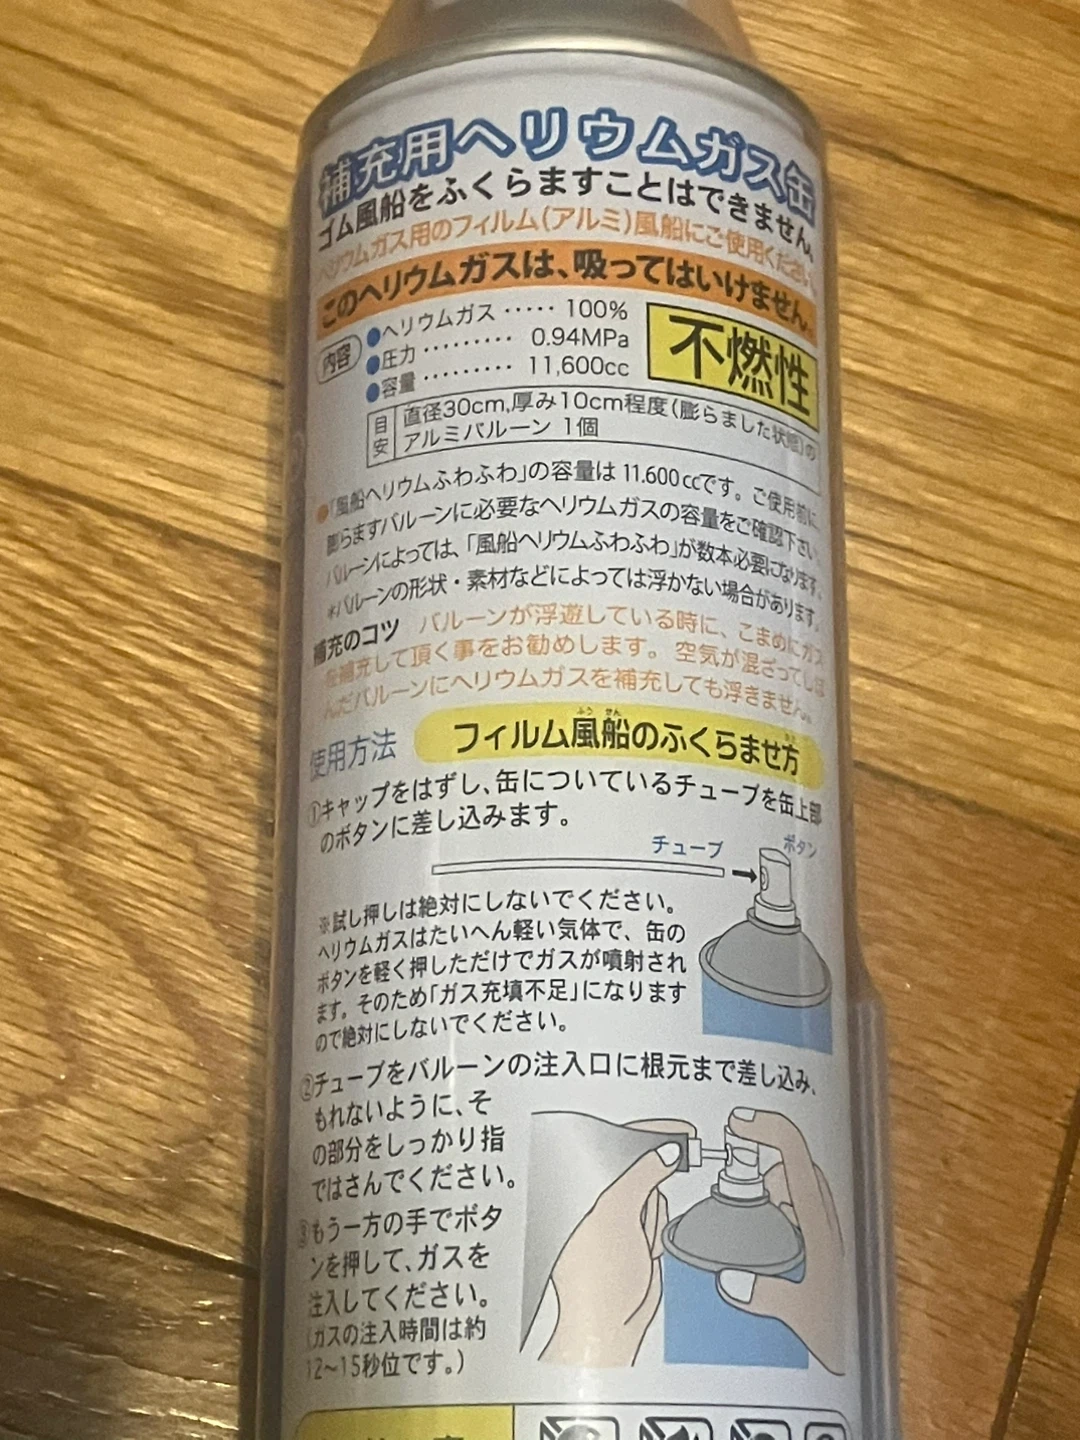 補充用ヘリウムガス缶
ゴム風船をふくらますことはできません。
ヘリウムガス用のフィルム(アルミ)風船にご使用ください。
このヘリウムガスは、吸ってはいけません。
内容
●ヘリウムガス ‥‥‥ 100%
●圧力 ‥‥‥‥‥ 0.94MPa
●容量 ‥‥‥‥‥ 11,600cc
不燃性
目安
直径30cm,厚み10cm程度(膨らました状態)の
アルミバルーン 1個
●「風船ヘリウムふわふわ」の容量は 11.600ccです。ご使用前に、
膨らますバルーンに必要なヘリウムガスの容量をご確認下さい。
バルーンによっては、「風船ヘリウムふわふわ」が数本必要になります。
*バルーンの形状・素材などによっては浮かない場合があります。
補充のコツ バルーンが浮遊している時に、こまめにガス
を補充して頂く事をお勧めします。空気が混ざってしま
んだバルーンにヘリウムガスを補充しても浮きません。
使用方法
フィルム風船のふくらませ方
①キャップをはずし、缶についているチューブを缶上部
のボタンに差し込みます。
チューブ
ボタン
※試し押しは絶対にしないでください。
ヘリウムガスはたいへん軽い気体で、缶の
ボタンを軽く押しただけでガスが噴射され
ます。そのため「ガス充填不足」になります
ので絶対にしないでください。
②チューブをバルーンの注入口に根元まで差し込み、
もれないように、そ
の部分をしっかり指
ではさんでください。
③もう一方の手でボタ
ンを押して、ガスを
注入してください。
(ガスの注入時間は約
12〜15秒位です。)